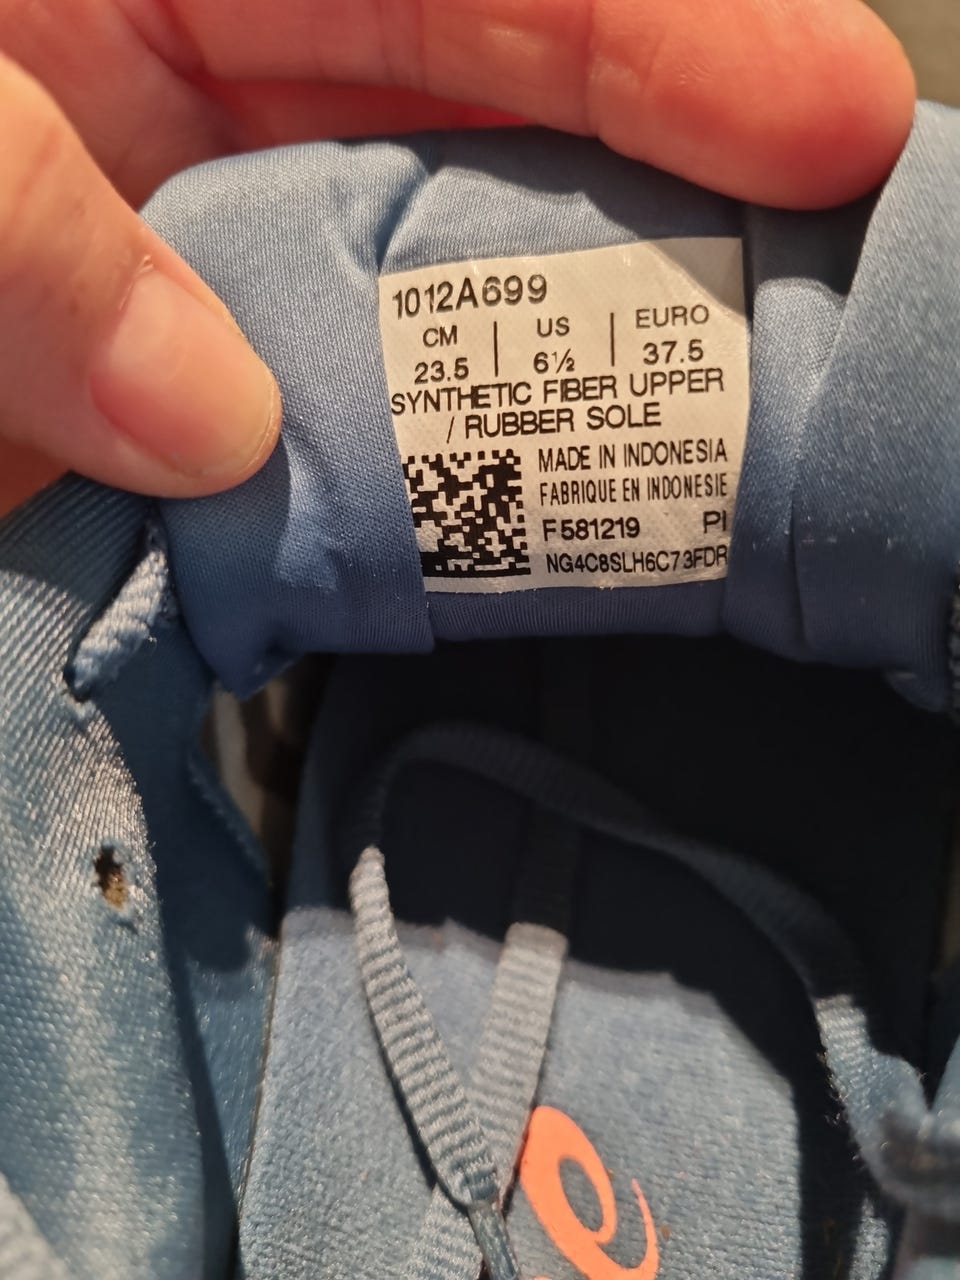 1012A699
CM | US | EURO
23.5 | 6½ | 37.5
SYNTHETIC FIBER UPPER
/ RUBBER SOLE
MADE IN INDONESIA
FABRIQUE EN INDONESIE
F581219 PI
NG4C8SLH6C73FDR